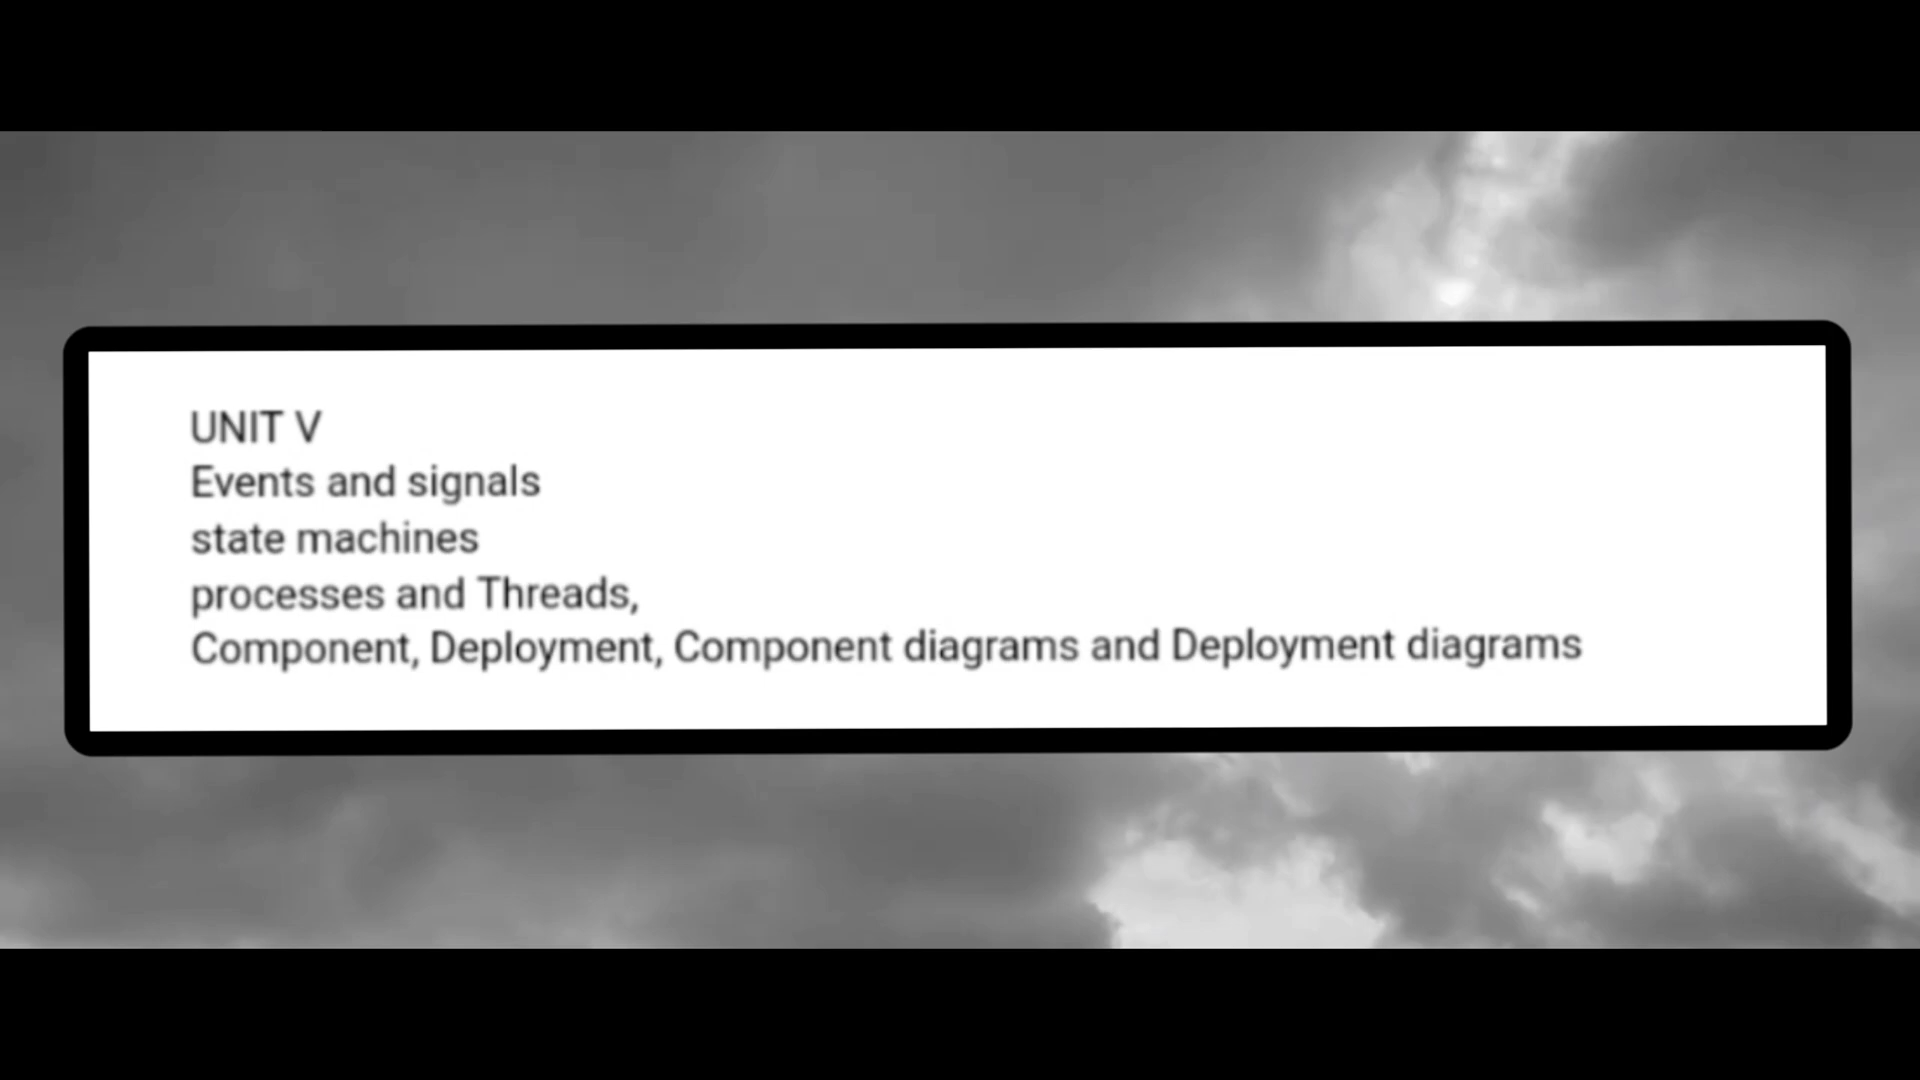 UNIT V
Events and signals
state machines
processes and Threads,
Component, Deployment, Component diagrams and Deployment diagrams